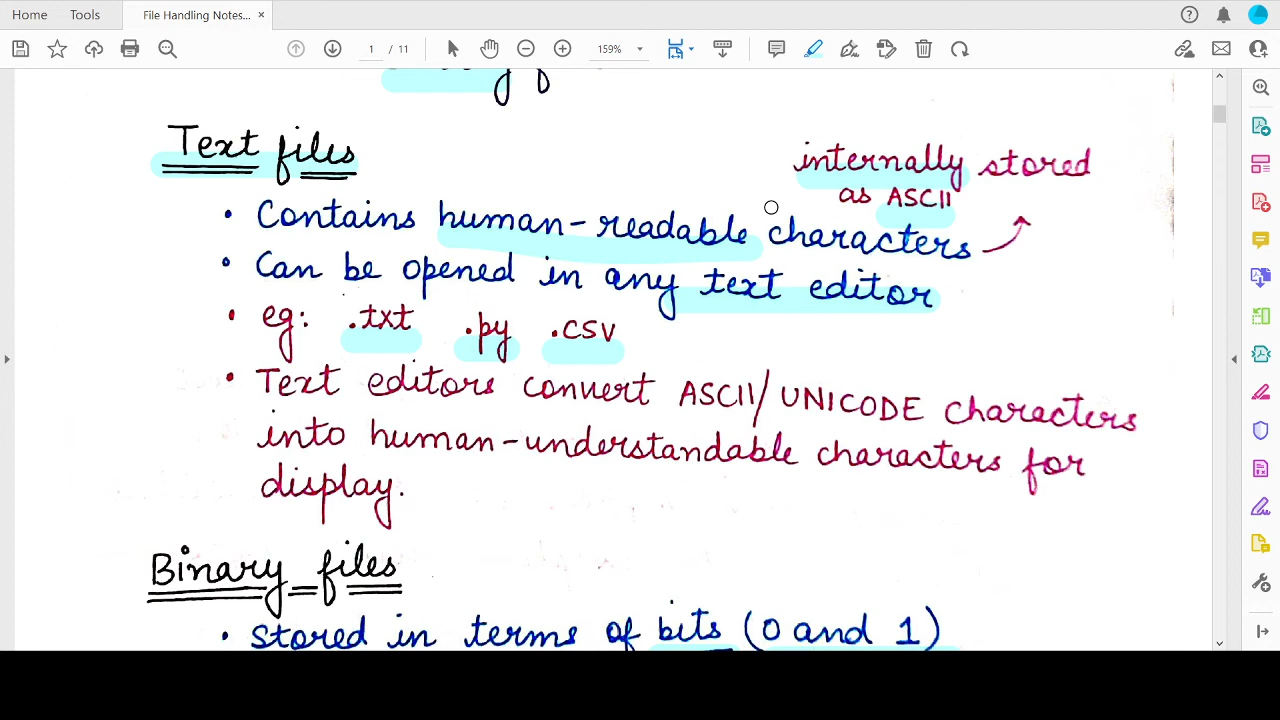 Home Tools File Handling Notes... ×
1 / 11 159%
Text files
internally stored
as ASCII
• Contains human-readable characters
• Can be opened in any text editor
• eg: .txt .py .csv
• Text editors convert ASCII/UNICODE characters
into human-understandable characters for
display.
Binary files
• stored in terms of bits (0 and 1)